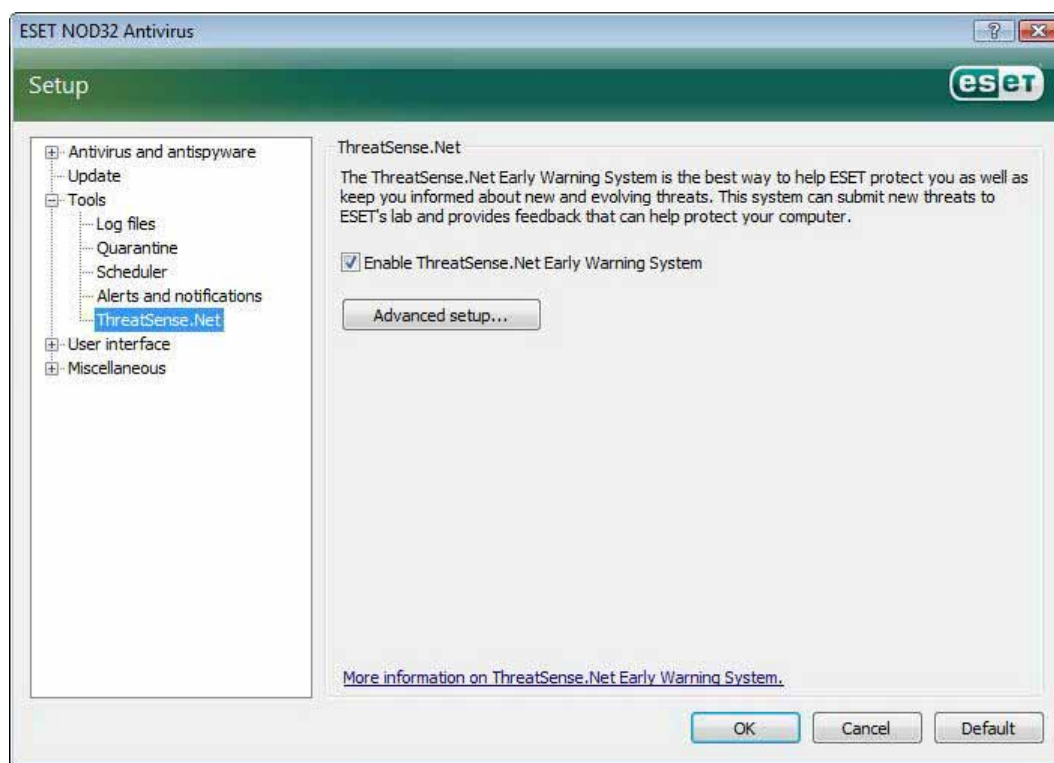 ESET NOD32 Antivirus
?
Setup
eset
Antivirus and antispyware
Update
Tools
Log files
Quarantine
Scheduler
Alerts and notifications
ThreatSense.Net
User interface
Miscellaneous
ThreatSense.Net
The ThreatSense.Net Early Warning System is the best way to help ESET protect you as well as
keep you informed about new and evolving threats. This system can submit new threats to
ESET's lab and provides feedback that can help protect your computer.
Enable ThreatSense.Net Early Warning System
Advanced setup...
More information on ThreatSense.Net Early Warning System.
OK
Cancel
Default